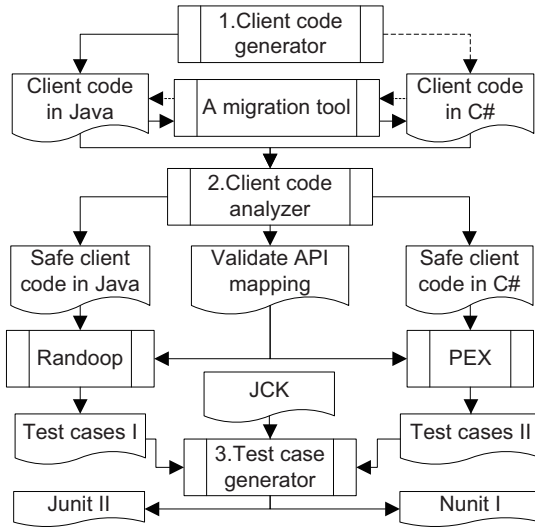 1.Client code
generator
Client code
in Java
A migration tool
Client code
in C#
2.Client code
analyzer
Safe client
code in Java
Validate API
mapping
Safe client
code in C#
Randoop
PEX
JCK
Test cases I
Test cases II
3.Test case
generator
Junit II
Nunit I